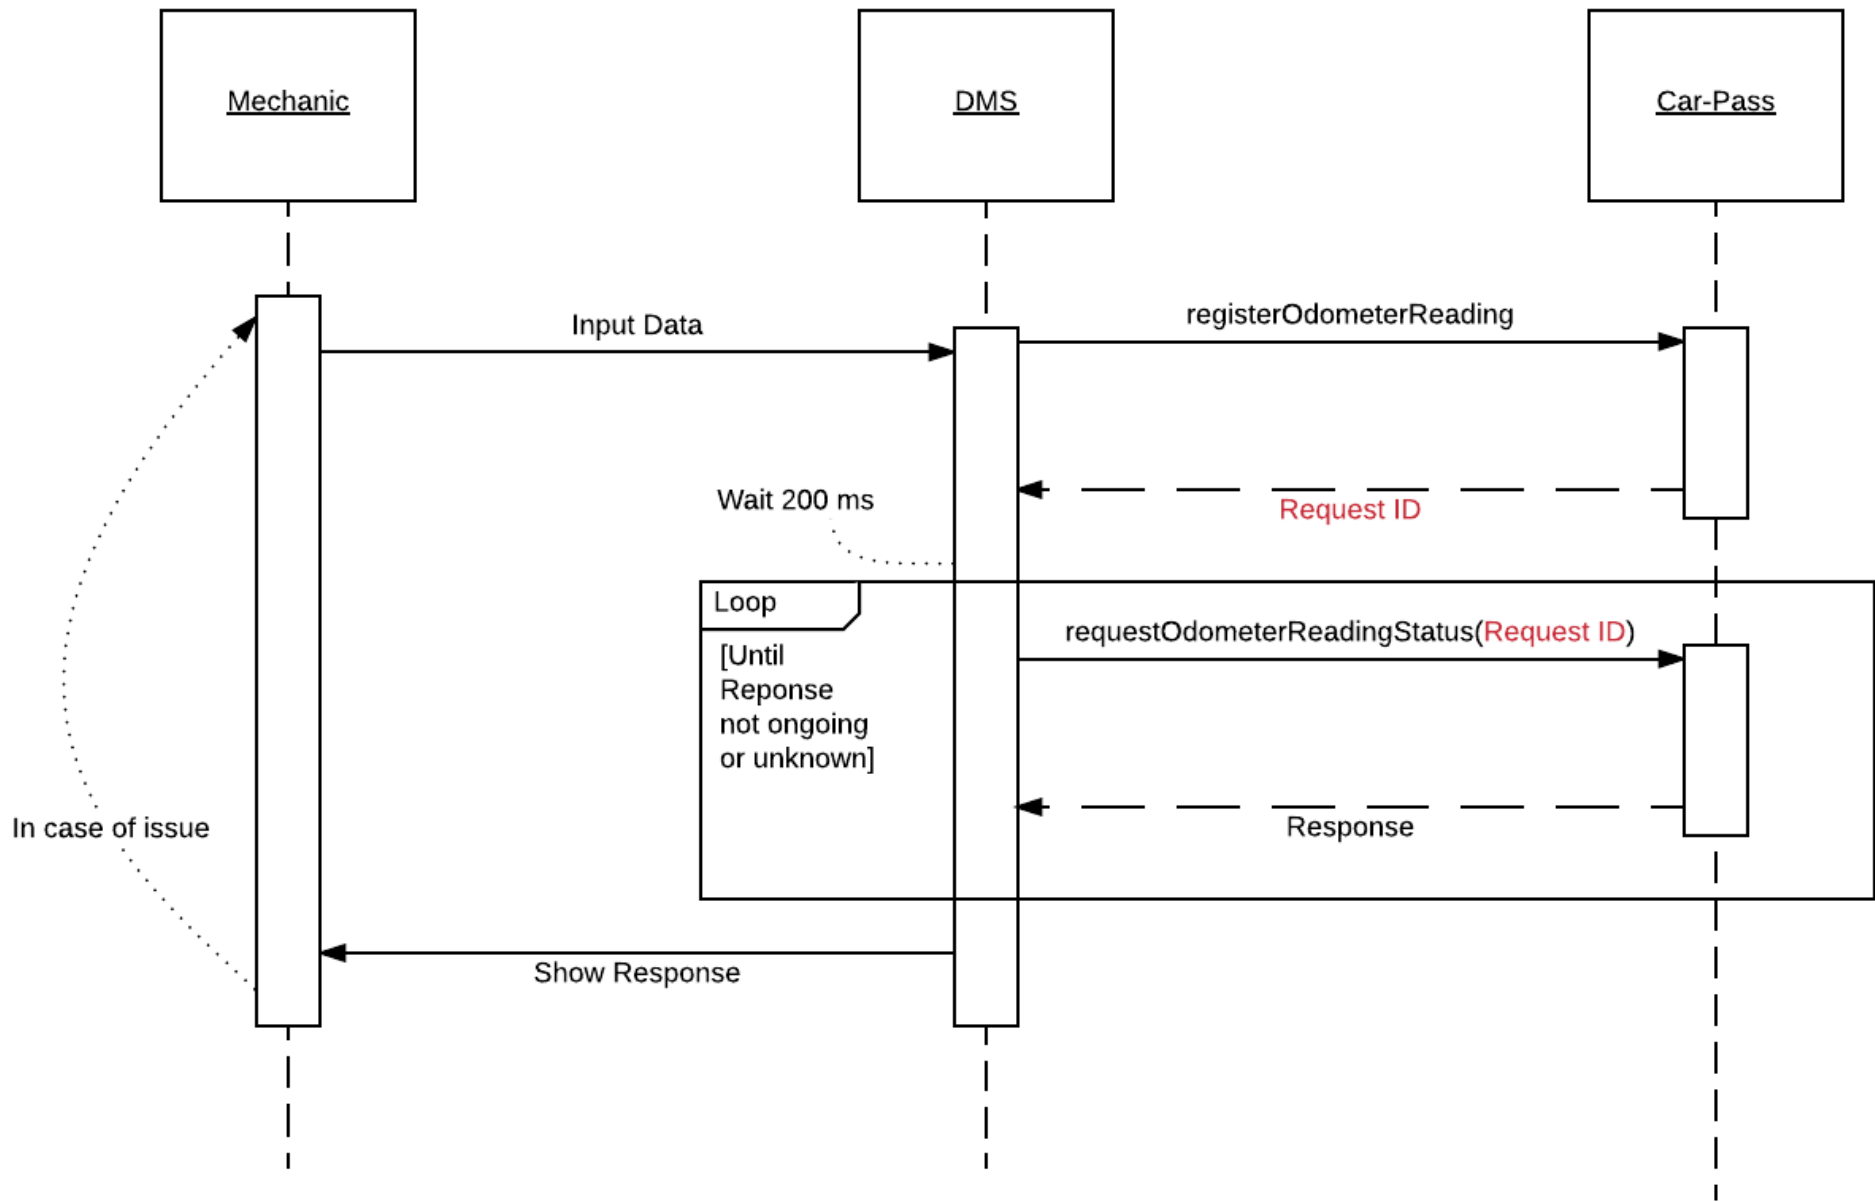 Mechanic
DMS
Car-Pass
Input Data
registerOdometerReading
Wait 200 ms
Request ID
Loop
[Until
Reponse
not ongoing
or unknown]
requestOdometerReadingStatus(Request ID)
In case of issue
Response
Show Response